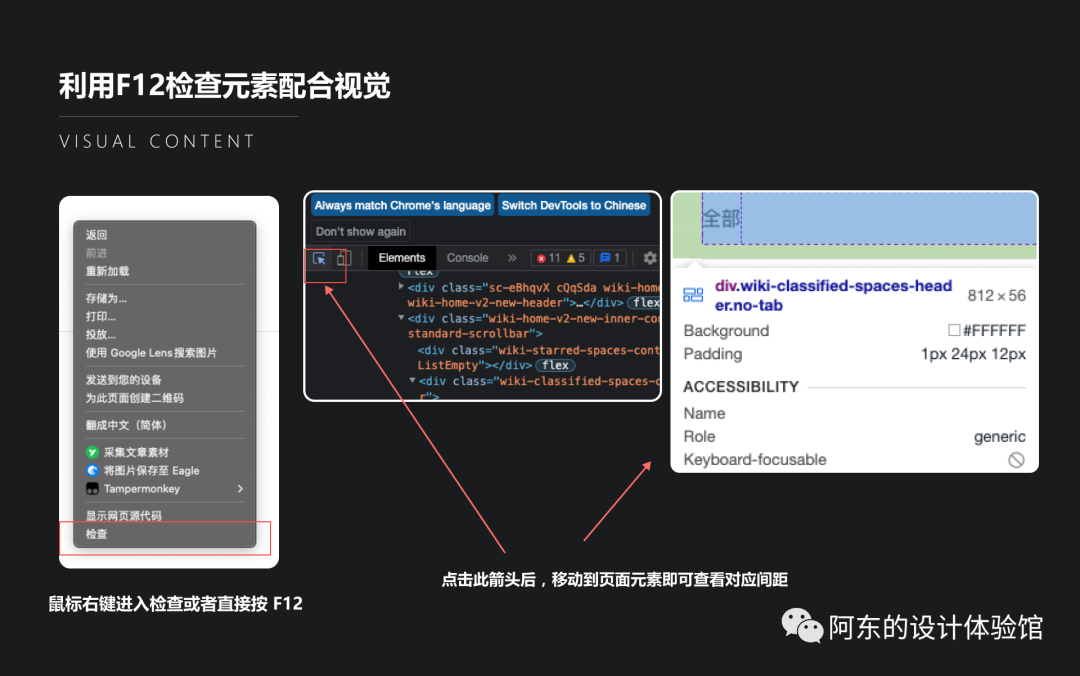 利用F12检查元素配合视觉
VISUAL CONTENT
返回
前进
重新加载
存储为...
打印...
投放...
使用 Google Lens搜索图片
发送到您的设备
为此页面创建二维码
翻成中文（简体）
采集文章素材
将图片保存至 Eagle
Tampermonkey
显示网页源代码
检查
鼠标右键进入检查或者直接按 F12
Always match Chrome's language Switch DevTools to Chinese
Don't show again
Elements Console » 11 5 1
flex
<div class="sc-eBhqvX cQqSda wiki-hom
wiki-home-v2-new-header">…</div> flex
<div class="wiki-home-v2-new-inner-co
standard-scrollbar">
<div class="wiki-starred-spaces-cont
ListEmpty"></div> flex
<div class="wiki-classified-spaces-
r">
全部
div.wiki-classified-spaces-head
er.no-tab
812 × 56
Background #FFFFFF
Padding 1px 24px 12px
ACCESSIBILITY
Name
Role generic
Keyboard-focusable
点击此箭头后，移动到页面元素即可查看对应间距
阿东的设计体验馆